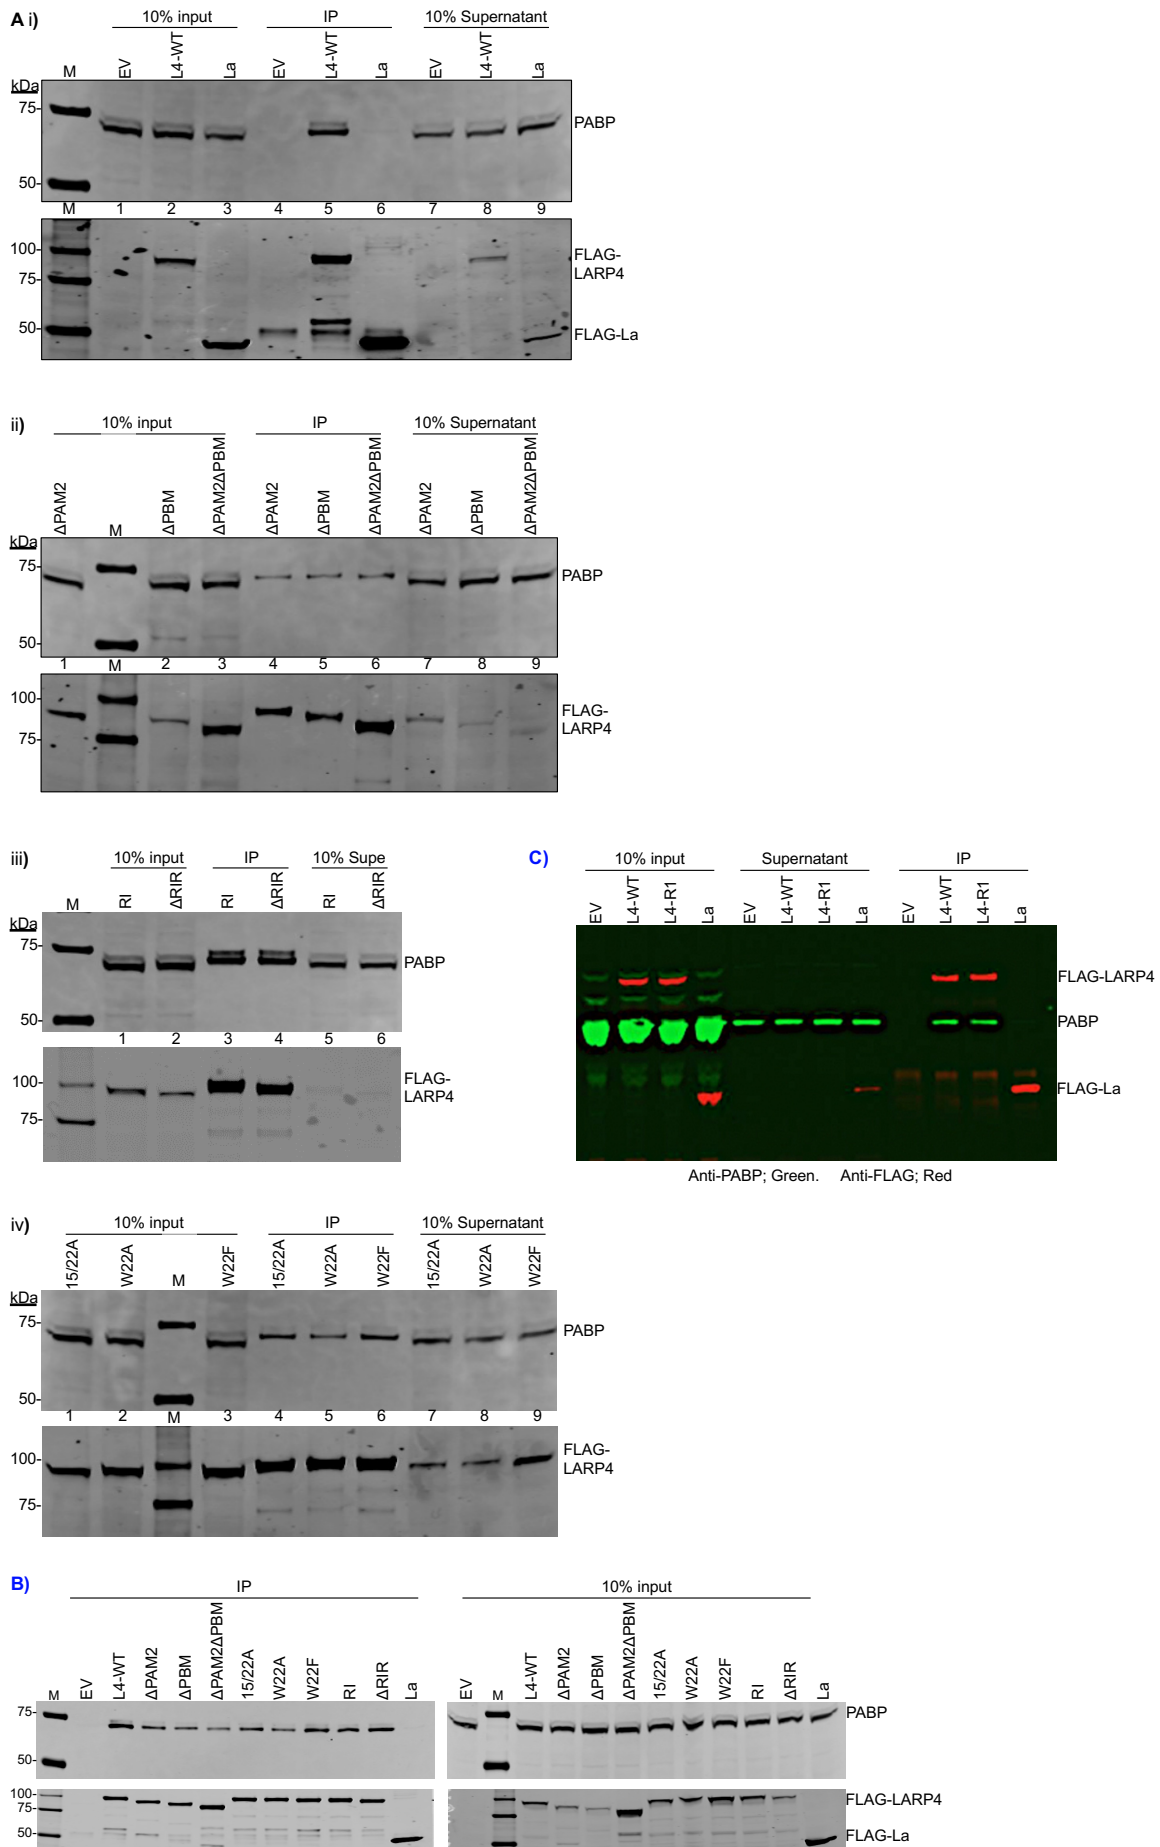 A i)
10% input IP 10% Supernatant
M EV L4-WT La EV L4-WT La EV L4-WT La
kDa
75-
PABP
50-
M 1 2 3 4 5 6 7 8 9
100-
FLAG-
LARP4
75-
50-
FLAG-La
ii)
10% input IP 10% Supernatant
ΔPAM2 M ΔPBM ΔPAM2ΔPBM ΔPAM2 ΔPBM ΔPAM2ΔPBM ΔPAM2 ΔPBM ΔPAM2ΔPBM
kDa
75-
PABP
50-
1 M 2 3 4 5 6 7 8 9
100-
FLAG-
LARP4
75-
iii)
10% input IP 10% Supe
M RI ΔRIR RI ΔRIR RI ΔRIR
kDa
75-
PABP
50-
1 2 3 4 5 6
100-
FLAG-
LARP4
75-
C)
10% input Supernatant IP
EV L4-WT L4-R1 La EV L4-WT L4-R1 La EV L4-WT L4-R1 La
FLAG-LARP4
PABP
FLAG-La
Anti-PABP; Green. Anti-FLAG; Red
iv)
10% input IP 10% Supernatant
15/22A W22A M W22F 15/22A W22A W22F 15/22A W22A W22F
kDa
75-
PABP
50-
1 2 M 3 4 5 6 7 8 9
100-
FLAG-
LARP4
75-
B)
IP 10% input
M EV L4-WT ΔPAM2 ΔPBM ΔPAM2ΔPBM 15/22A W22A W22F RI ΔRIR La EV M L4-WT ΔPAM2 ΔPBM ΔPAM2ΔPBM 15/22A W22A W22F RI ΔRIR La
75-
PABP
50-
100-
FLAG-LARP4
75-
50-
FLAG-La